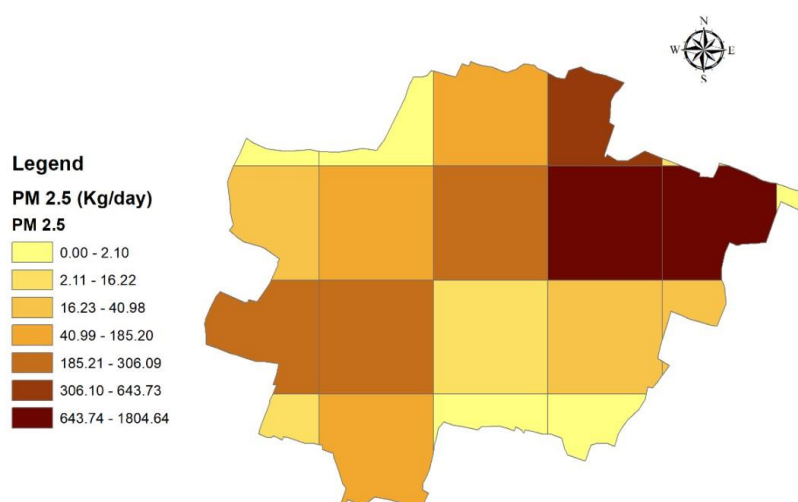 N
W E
S
Legend
PM 2.5 (Kg/day)
PM 2.5
0.00 - 2.10
2.11 - 16.22
16.23 - 40.98
40.99 - 185.20
185.21 - 306.09
306.10 - 643.73
643.74 - 1804.64